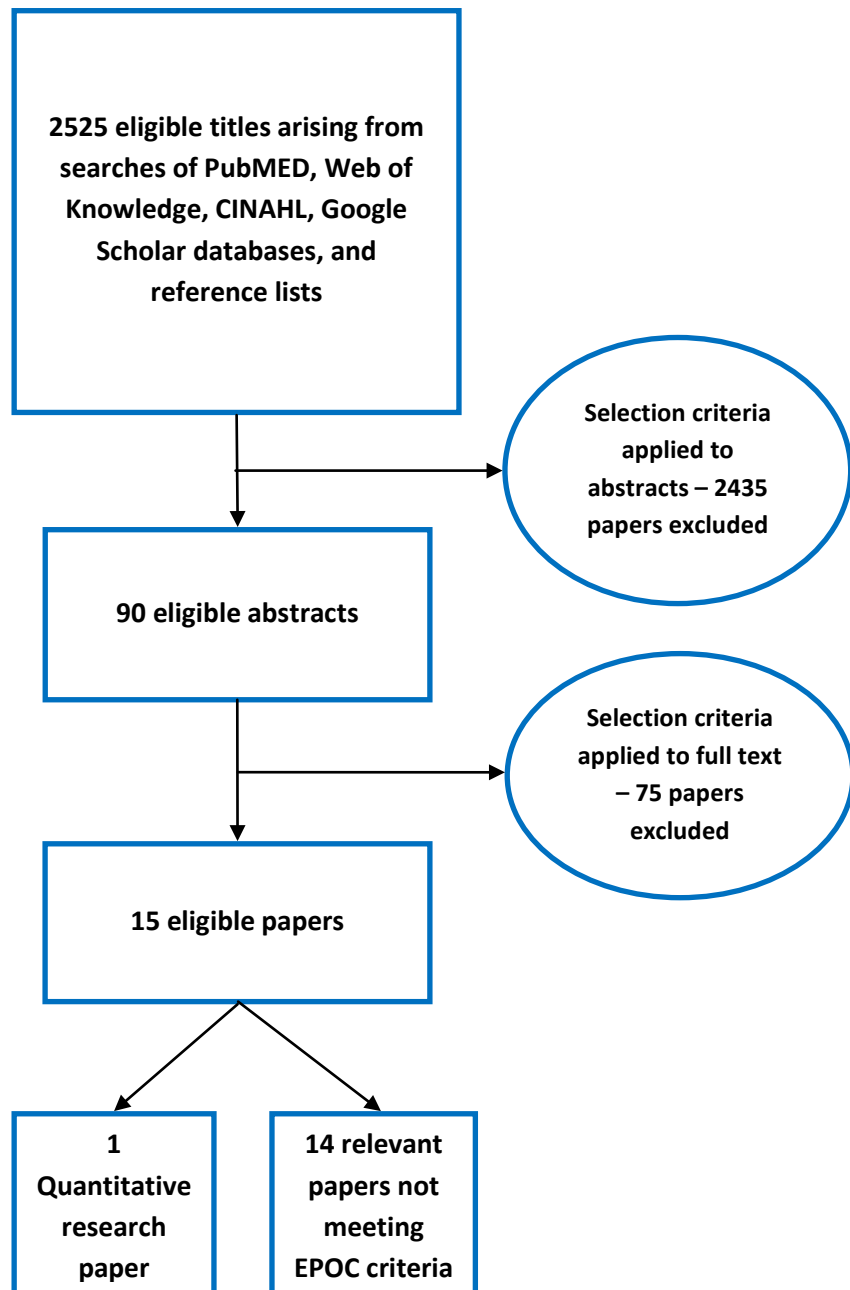 2525 eligible titles arising from
searches of PubMED, Web of
Knowledge, CINAHL, Google
Scholar databases, and
reference lists
Selection criteria
applied to
abstracts – 2435
papers excluded
90 eligible abstracts
Selection criteria
applied to full text
– 75 papers
excluded
15 eligible papers
1
Quantitative
research
paper
14 relevant
papers not
meeting
EPOC criteria